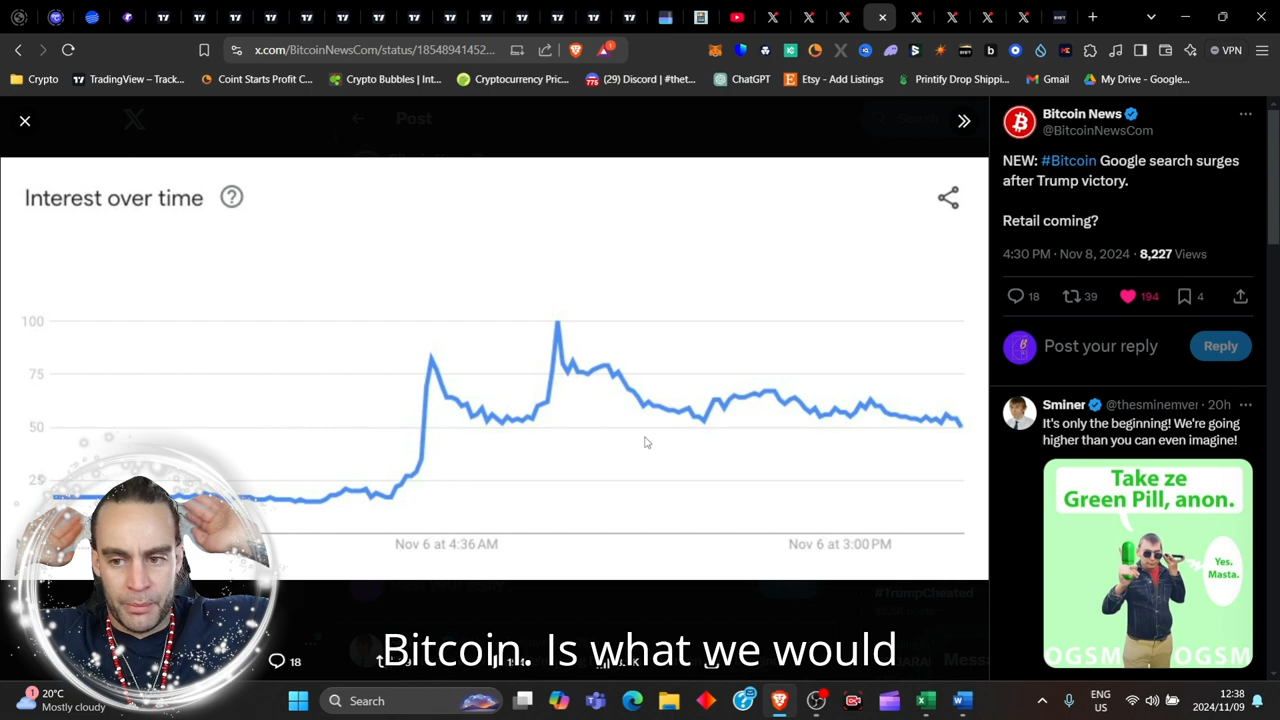 x.com/BitcoinNewsCom/status/18548941452...
VPN
Crypto
TradingView – Track...
Coint Starts Profit C...
Crypto Bubbles | Int...
Cryptocurrency Pric...
(29) Discord | #thet...
ChatGPT
Etsy - Add Listings
Printify Drop Shippi...
Gmail
My Drive - Google...
Post
Interest over time
100
75
50
25
Nov 6 at 4:36 AM
Nov 6 at 3:00 PM
Bitcoin News
@BitcoinNewsCom
NEW: #Bitcoin Google search surges
after Trump victory.
Retail coming?
4:30 PM · Nov 8, 2024 · 8,227 Views
18 39 194 4
Post your reply
Reply
Sminer @thesminemver · 20h
It's only the beginning! We're going
higher than you can even imagine!
Take ze
Green Pill, anon.
Yes.
Masta.
OGSM OGSM
#TrumpCheated
18
Bitcoin. Is what we would
1
20°C
Mostly cloudy
Search
ENG
US
12:38
2024/11/09